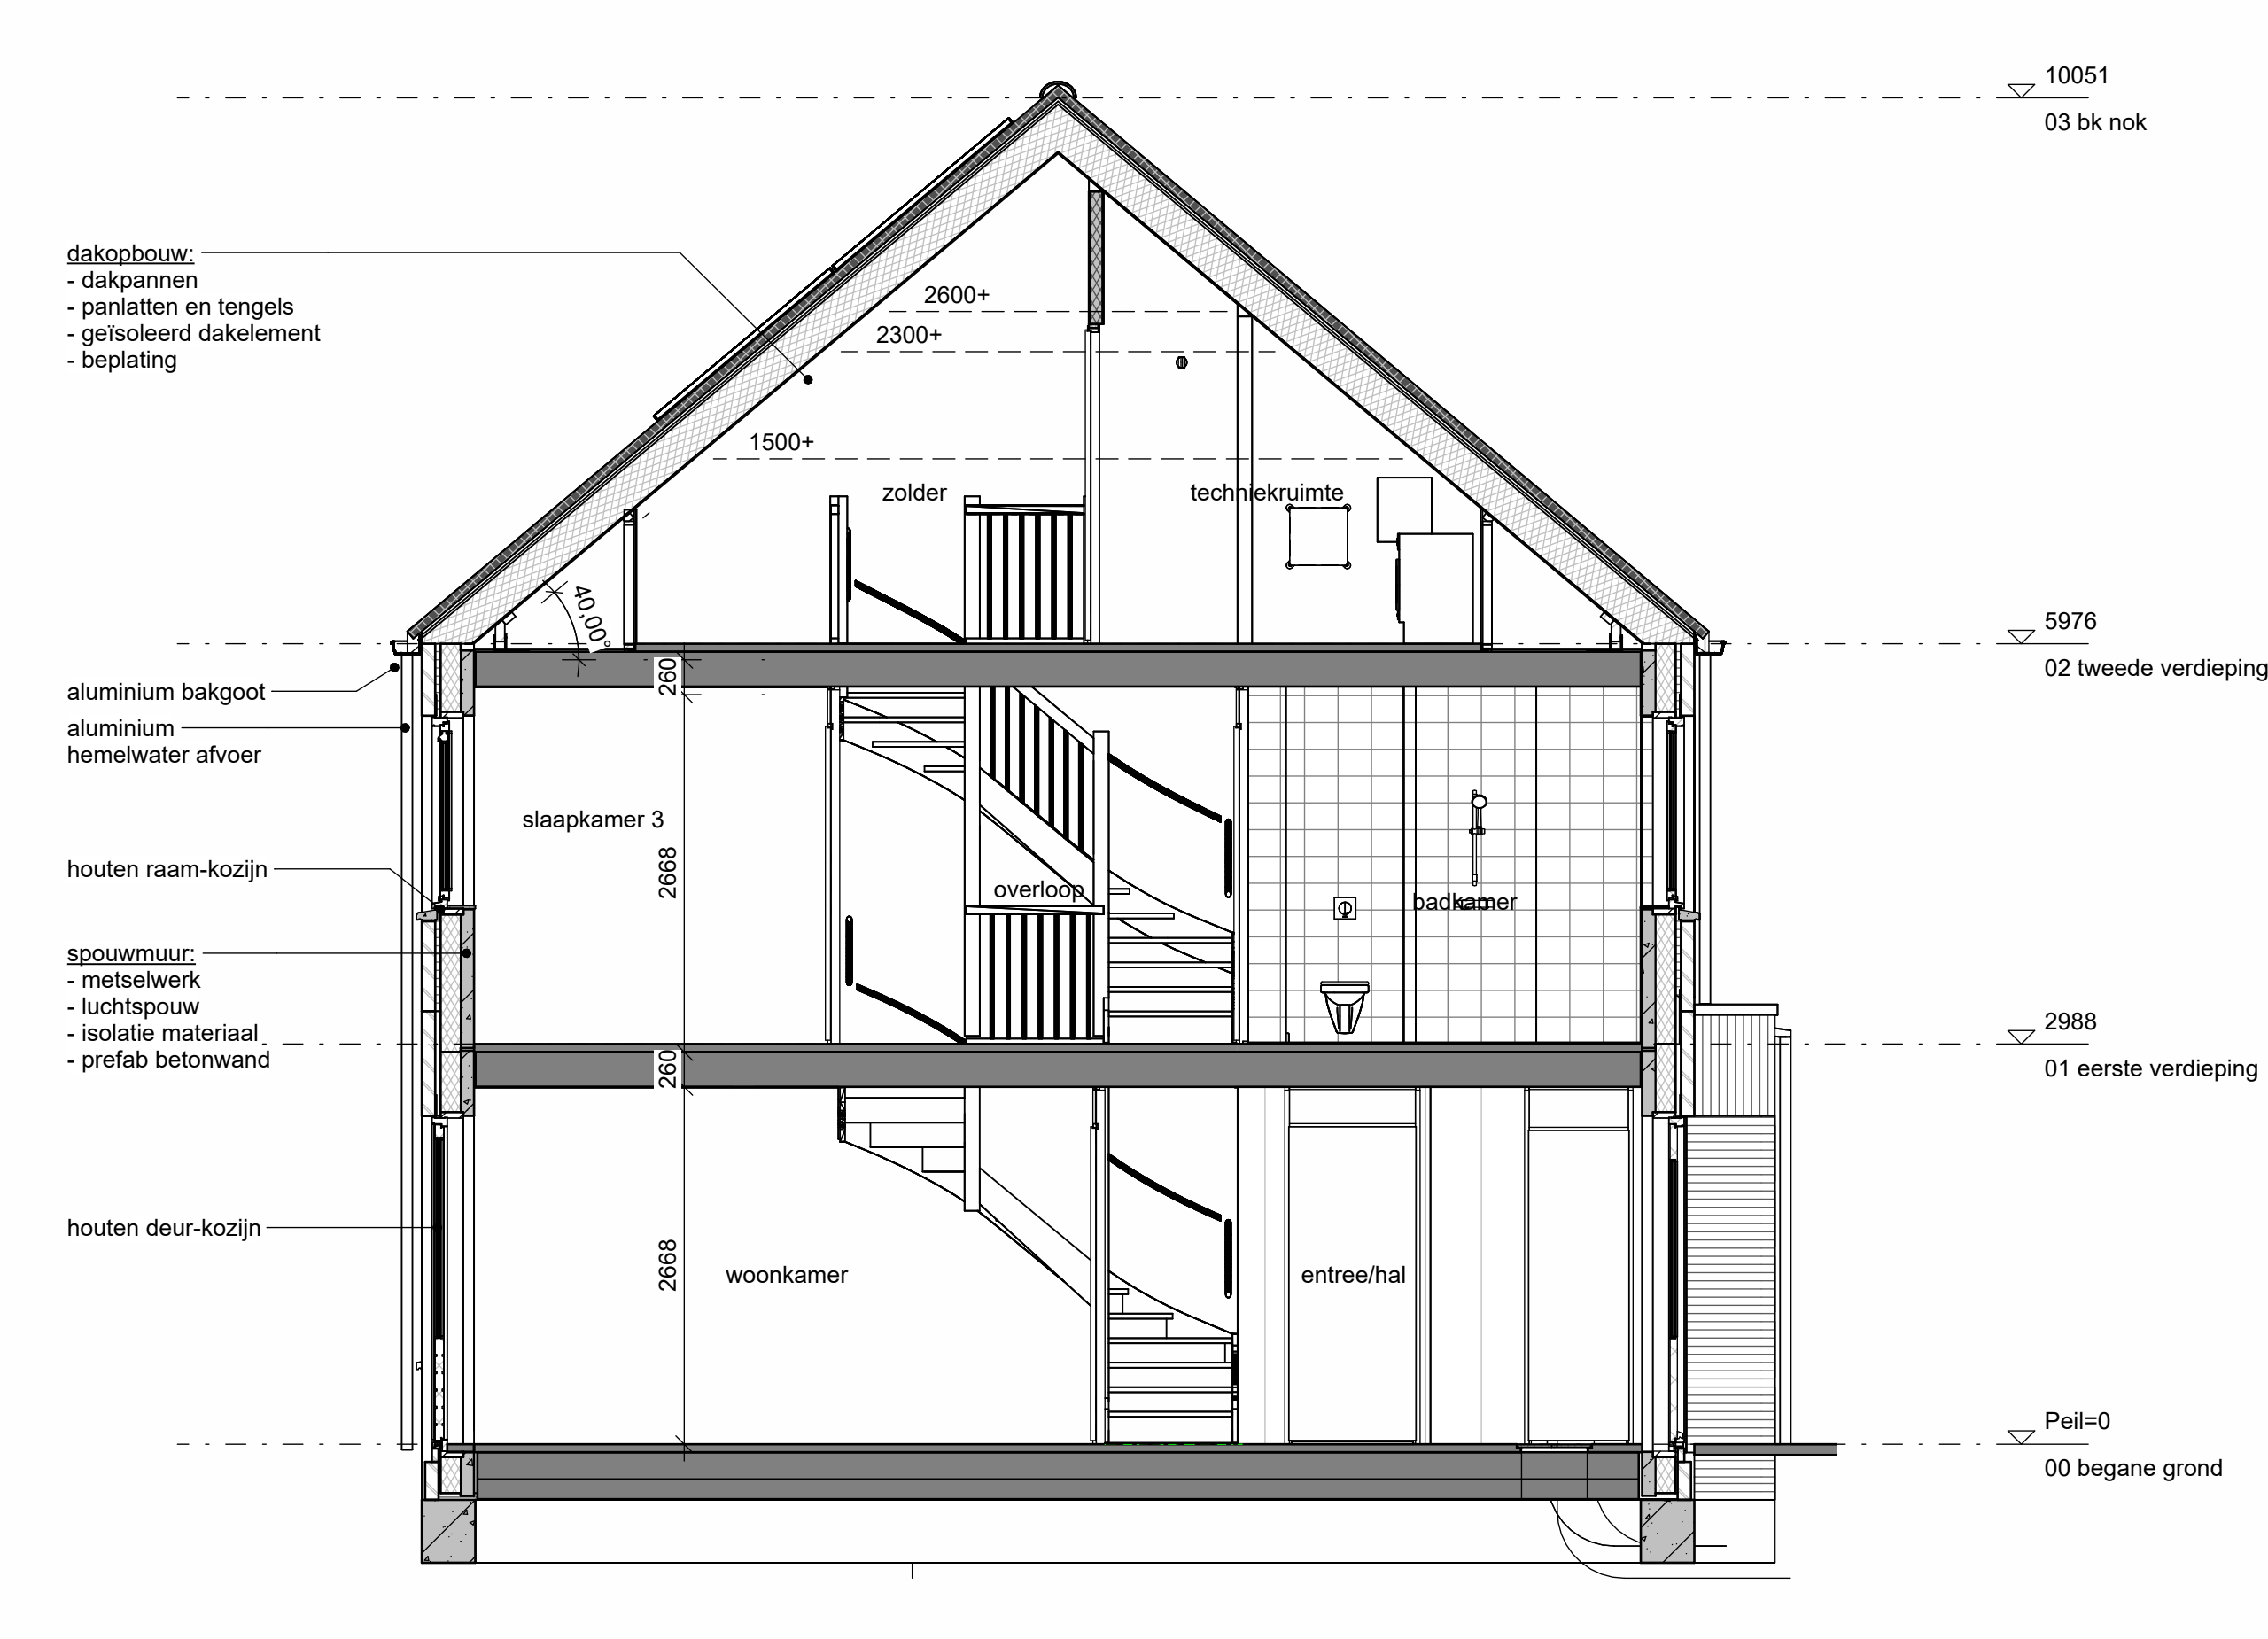 10051
03 bk nok
dakopbouw:
- dakpannen
- panlatten en tengels
- geïsoleerd dakelement
- beplating
2600+
2300+
1500+
zolder
techniekruimte
40,00°
5976
02 tweede verdieping
260
aluminium bakgoot
aluminium
hemelwater afvoer
slaapkamer 3
2668
houten raam-kozijn
overloop
badkamer
spouwmuur:
- metselwerk
- luchtspouw
- isolatie materiaal
- prefab betonwand
2988
01 eerste verdieping
260
houten deur-kozijn
2668
woonkamer
entree/hal
Peil=0
00 begane grond